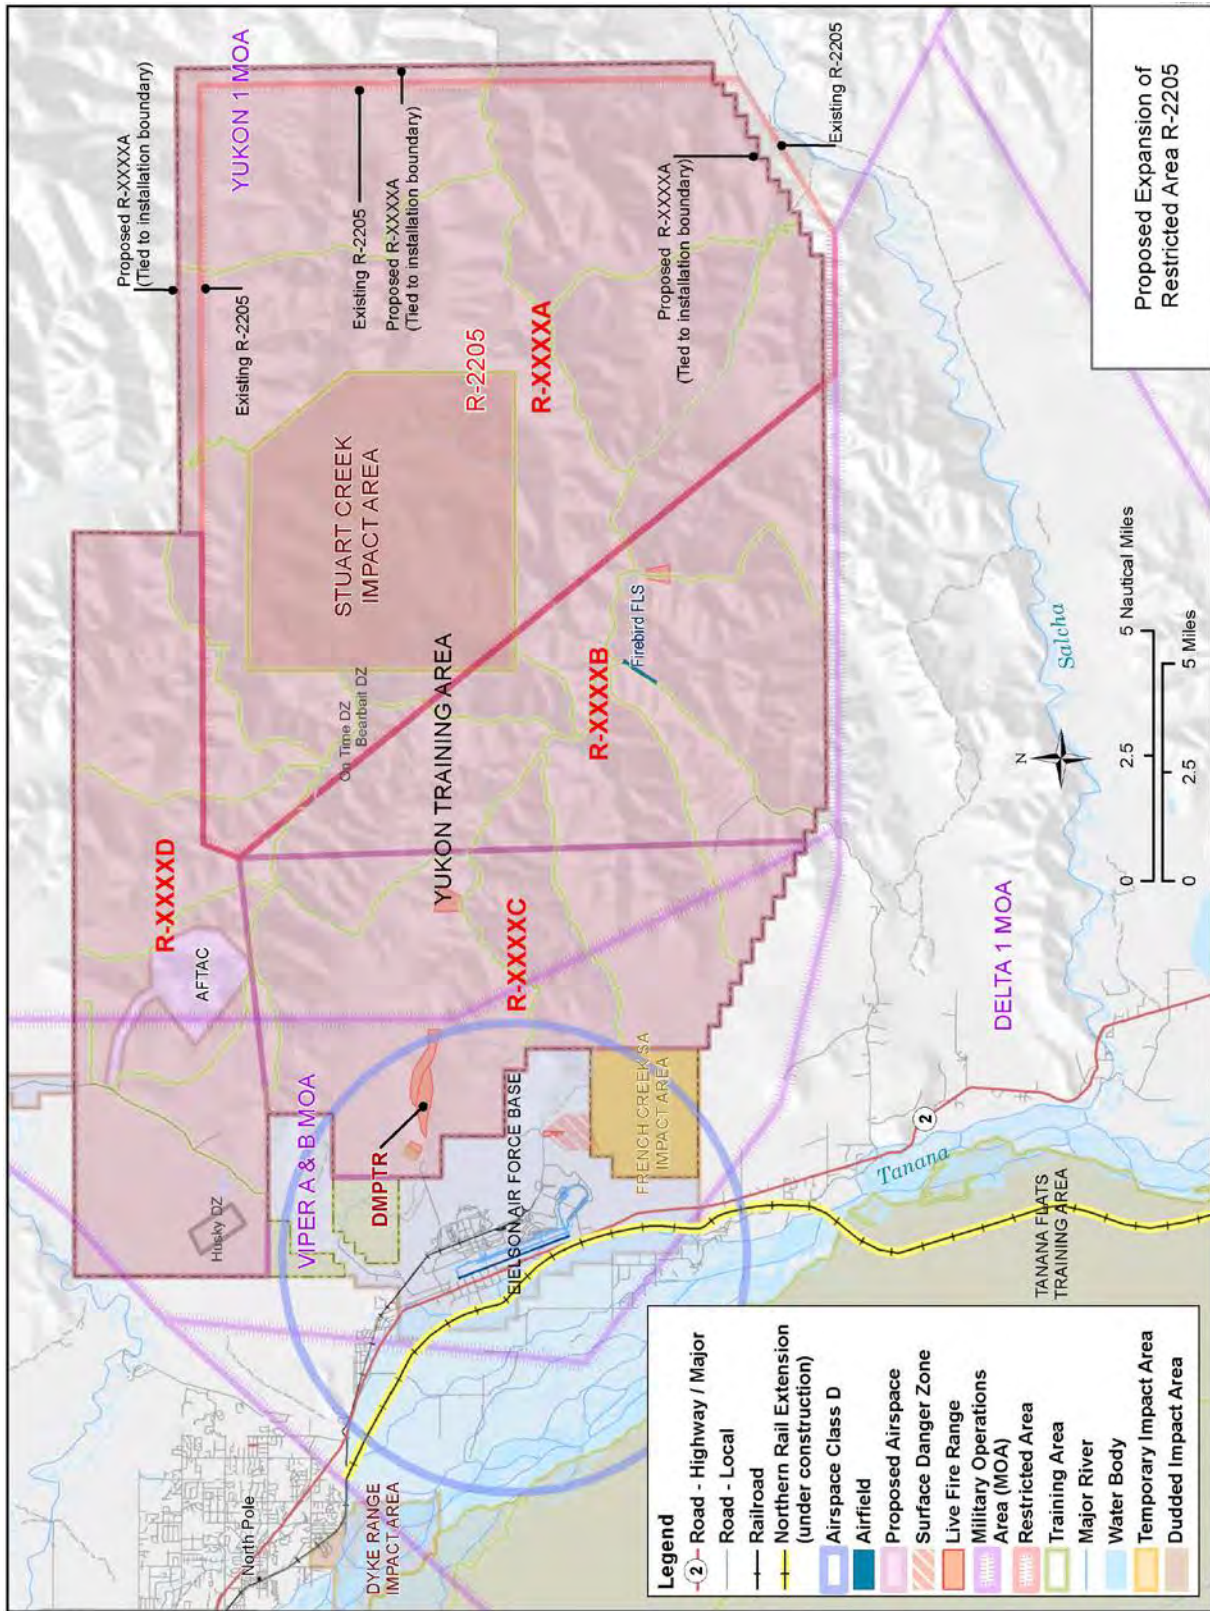 Proposed R-XXXXA
(Tied to installation boundary)
YUKON 1 MOA
Existing R-2205
Existing R-2205
Proposed R-XXXXA
(Tied to installation boundary)
R-2205
R-XXXXA
Proposed R-XXXXA
(Tied to installation boundary)
Existing R-2205
STUART CREEK
IMPACT AREA
On Time DZ
Bearbait DZ
YUKON TRAINING AREA
R-XXXXB
Firebird FLS
R-XXXXD
AFTAC
R-XXXXC
Husky DZ
VIPER A & B MOA
DMPTR
EIELSON AIR FORCE BASE
FRENCH CREEK SA
IMPACT AREA
DELTA 1 MOA
Salcha
Tanana
2
TANANA FLATS
TRAINING AREA
North Pole
DYKE RANGE
IMPACT AREA
N
0 2.5 5 Nautical Miles
0 2.5 5 Miles
Proposed Expansion of
Restricted Area R-2205
Legend
2 Road - Highway / Major
Road - Local
Railroad
Northern Rail Extension
(under construction)
Airspace Class D
Airfield
Proposed Airspace
Surface Danger Zone
Live Fire Range
Military Operations
Area (MOA)
Restricted Area
Training Area
Major River
Water Body
Temporary Impact Area
Dudded Impact Area